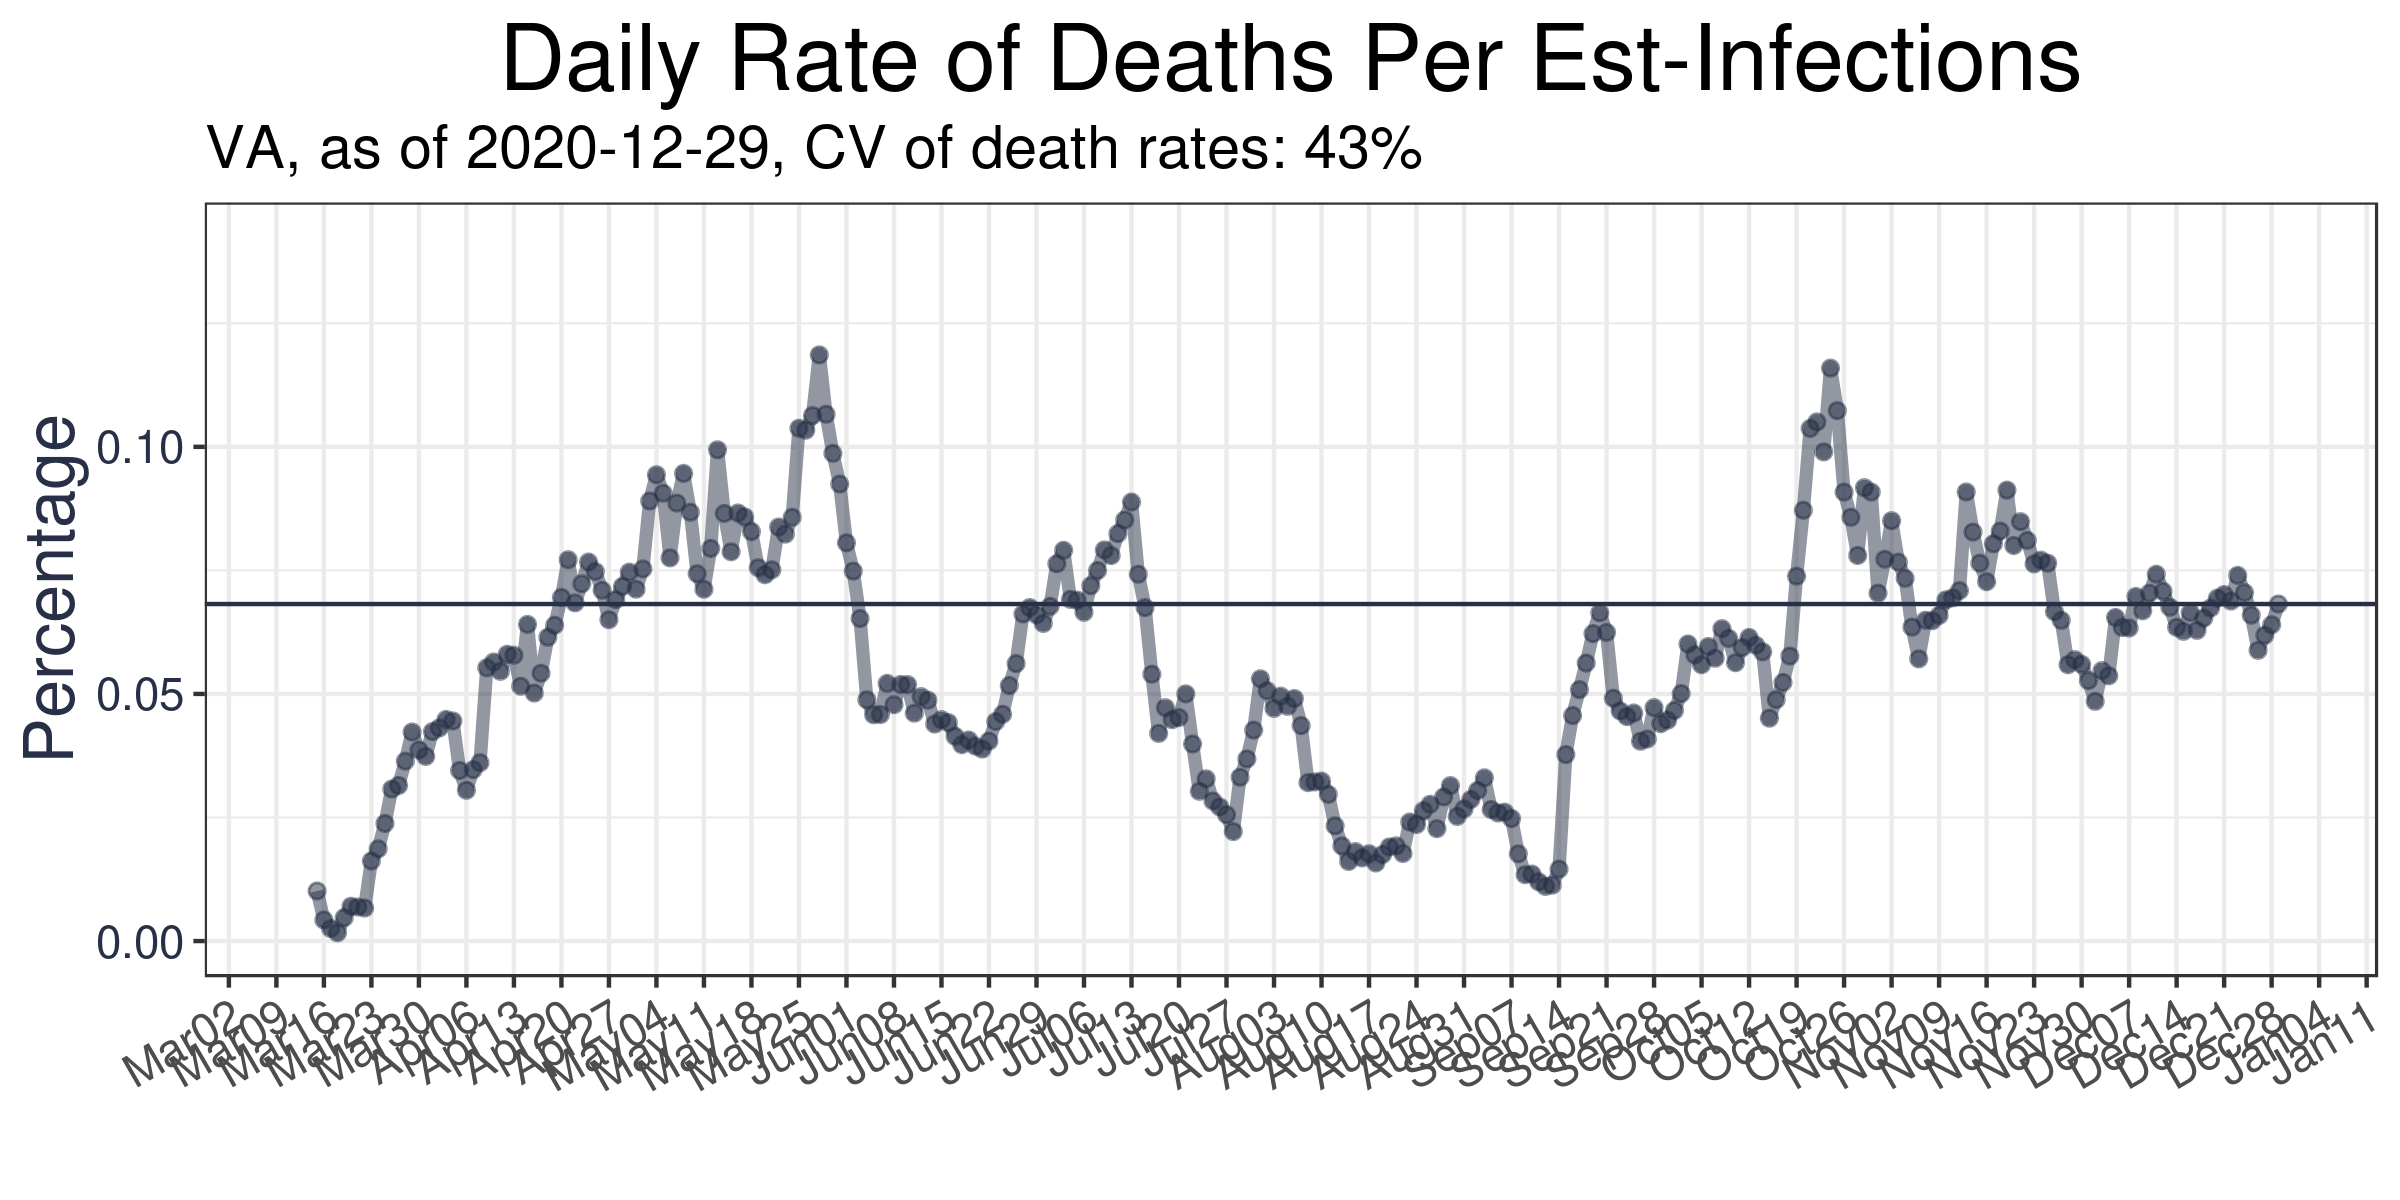 Daily Rate of Deaths Per Est-Infections
VA, as of 2020-12-29, CV of death rates: 43%
Percentage
0.10
0.05
0.00
Mar02
Mar09
Mar16
Mar23
Mar30
Apr06
Apr13
Apr20
Apr27
May04
May11
May18
May25
Jun01
Jun08
Jun15
Jun22
Jun29
Jul06
Jul13
Jul20
Jul27
Aug03
Aug10
Aug17
Aug24
Aug31
Sep07
Sep14
Sep21
Sep28
Oct05
Oct12
Oct19
Oct26
Nov02
Nov09
Nov16
Nov23
Nov30
Dec07
Dec14
Dec21
Dec28
Jan04
Jan11